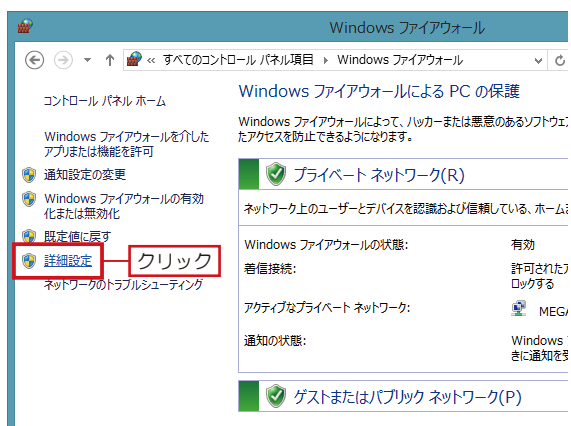 Windows ファイアウォール
« すべてのコントロール パネル項目 Windows ファイアウォール
コントロール パネル ホーム
Windows ファイアウォールを介した
アプリまたは機能を許可
通知設定の変更
Windows ファイアウォールの有効
化または無効化
既定値に戻す
詳細設定
クリック
ネットワークのトラブルシューティング
Windows ファイアウォールによる PC の保護
Windows ファイアウォールによって、ハッカーまたは悪意のあるソフトウェ
たアクセスを防止できるようになります。
プライベート ネットワーク(R)
ネットワーク上のユーザーとデバイスを認識および信頼している、ホーム
Windows ファイアウォールの状態: 有効
着信接続: 許可されたア
ロックする
アクティブなプライベート ネットワーク: MEGA
通知の状態: Windows
きに通知を受
ゲストまたはパブリック ネットワーク(P)